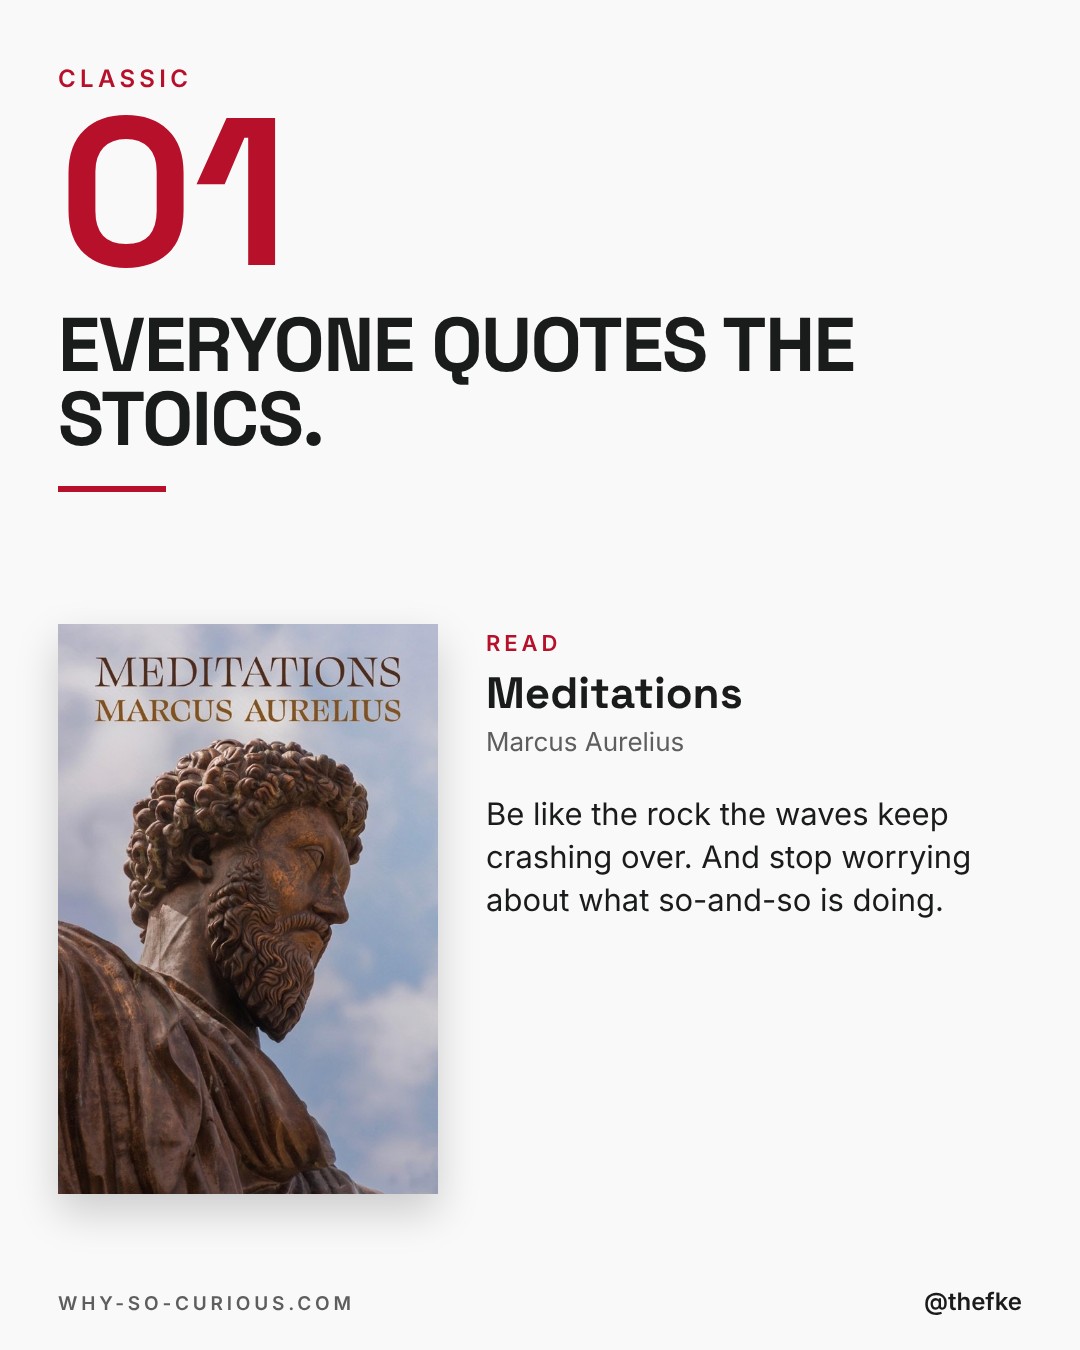 CLASSIC
01
EVERYONE QUOTES THE
STOICS.
MEDITATIONS
MARCUS AURELIUS
READ
Meditations
Marcus Aurelius
Be like the rock the waves keep
crashing over. And stop worrying
about what so-and-so is doing.
WHY-SO-CURIOUS.COM
@thefke